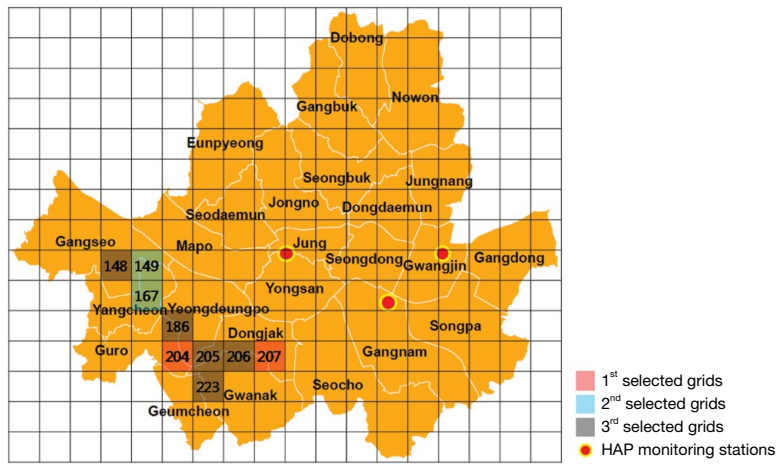 Dobong
Nowon
Gangbuk
Eunpyeong
Seongbuk
Jungnang
Jongno
Dongdaemun
Seodaemun
Gangseo
Mapo
Jung
Seongdong
Gwangjin
Gangdong
148
149
167
Yongsan
Yangcheon
Yeongdeungpo
186
Dongjak
Songpa
Guro
204
205
206
207
Gangnam
223
Gwanak
Seocho
Geumcheon
1st selected grids
2nd selected grids
3rd selected grids
HAP monitoring stations